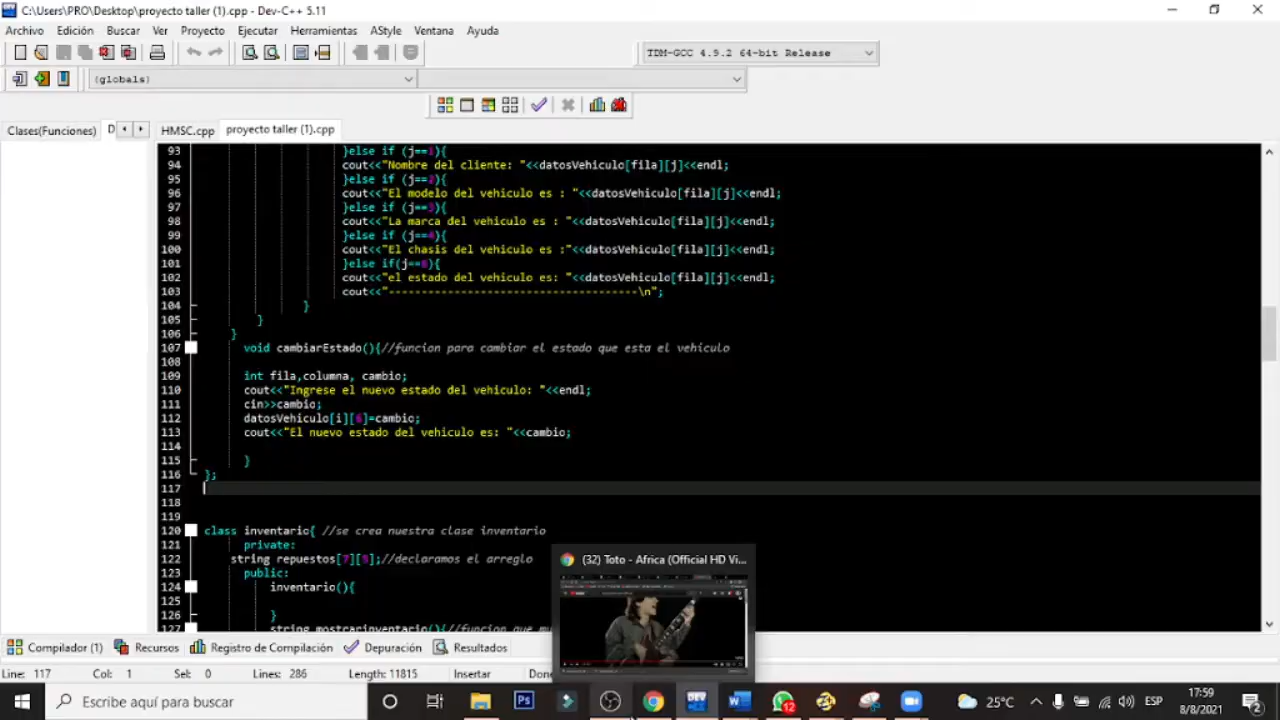 C:\Users\PRO\Desktop\proyecto taller (1).cpp - Dev-C++ 5.11
Archivo Edición Buscar Ver Proyecto Ejecutar Herramientas AStyle Ventana Ayuda
TDM-GCC 4.9.2 64-bit Release
(globals)
Clases(Funciones) D HMSC.cpp proyecto taller (1).cpp
93 }else if (j==1){
94 cout<<"Nombre del cliente: "<<datosVehiculo[fila][j]<<endl;
95 }else if (j==2){
96 cout<<"El modelo del vehiculo es : "<<datosVehiculo[fila][j]<<endl;
97 }else if (j==3){
98 cout<<"La marca del vehiculo es : "<<datosVehiculo[fila][j]<<endl;
99 }else if (j==4){
100 cout<<"El chasis del vehiculo es :"<<datosVehiculo[fila][j]<<endl;
101 }else if(j==){
102 cout<<"el estado del vehiculo es: "<<datosVehiculo[fila][j]<<endl;
103 cout<<"--------------------------------------\n";
104 }
105 }
106 }
107 void cambiarEstado(){//funcion para cambiar el estado que esta el vehiculo
108
109 int fila,columna, cambio;
110 cout<<"Ingrese el nuevo estado del vehiculo: "<<endl;
111 cin>>cambio;
112 datosVehiculo[i][6]=cambio;
113 cout<<"El nuevo estado del vehiculo es: "<<cambio;
114
115 }
116 };
117
118
119
120 class inventario{ //se crea nuestra clase inventario
121 private:
122 string repuestos[7][5];//declaramos el arreglo
123 public:
124 inventario(){
125
126 }
127 string mostrarinventario(){//funcion que mu
(32) Toto - Africa (Official HD Vi...
Compilador (1) Recursos Registro de Compilación Depuración Resultados
Line: 117 Col: 1 Sel: 0 Lines: 286 Length: 11815 Insertar Done
Escribe aquí para buscar
Ps
DEV
12
25°C
ESP
17:59
8/8/2021
2